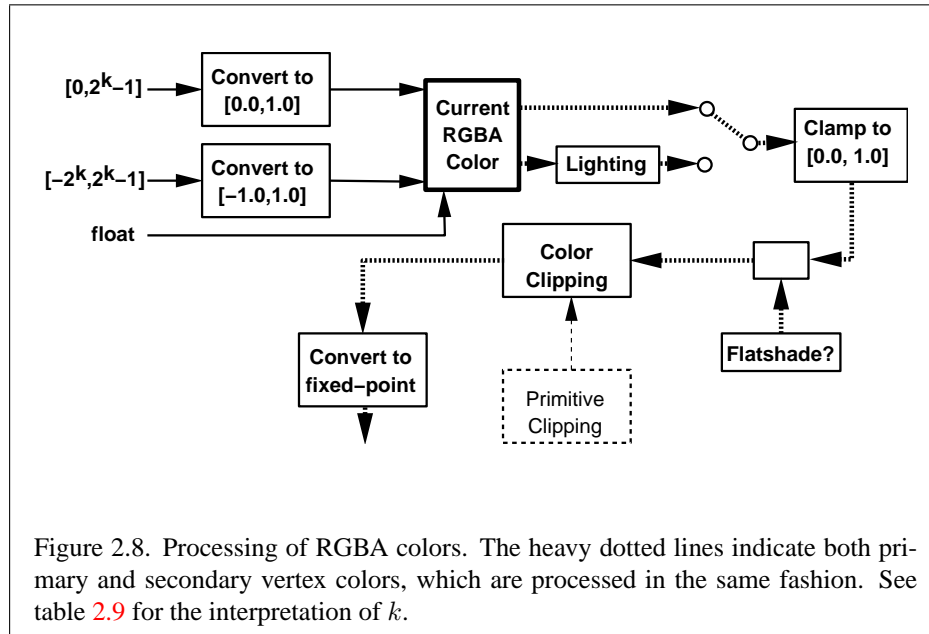 [0,2k−1]
Convert to
[0.0,1.0]
Current
RGBA
Color
Clamp to
[0.0, 1.0]
[−2k,2k−1]
Convert to
[−1.0,1.0]
Lighting
float
Color
Clipping
Flatshade?
Convert to
fixed−point
Primitive
Clipping
Figure 2.8. Processing of RGBA colors. The heavy dotted lines indicate both pri-
mary and secondary vertex colors, which are processed in the same fashion. See
table 2.9 for the interpretation of k.